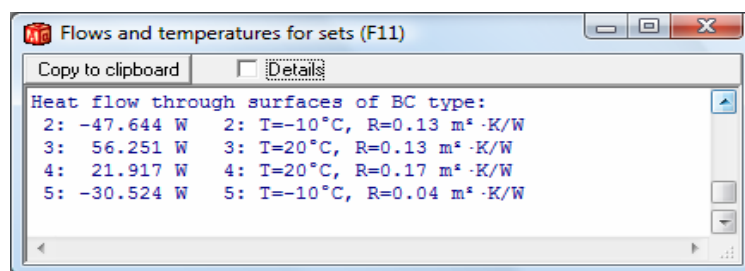 Flows and temperatures for sets (F11)
Copy to clipboard Details
Heat flow through surfaces of BC type:
2: -47.644 W 2: T=-10°C, R=0.13 m²·K/W
3: 56.251 W 3: T=20°C, R=0.13 m²·K/W
4: 21.917 W 4: T=20°C, R=0.17 m²·K/W
5: -30.524 W 5: T=-10°C, R=0.04 m²·K/W